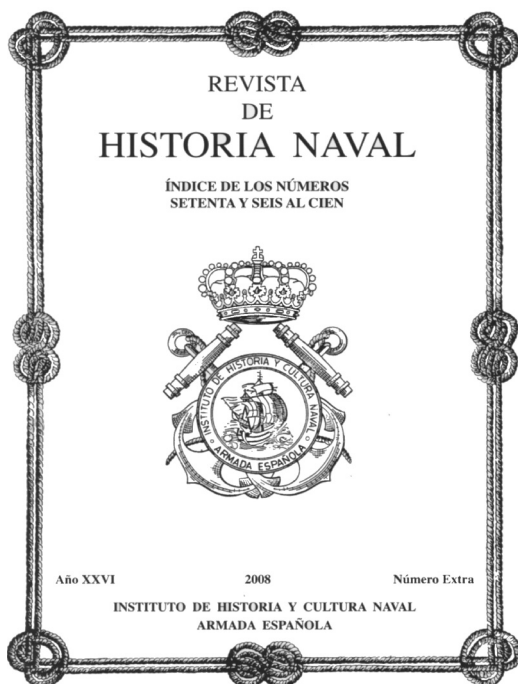 REVISTA
DE
HISTORIA NAVAL
ÍNDICE DE LOS NÚMEROS
SETENTA Y SEIS AL CIEN
INSTITUTO DE HISTORIA Y CULTURA NAVAL
ARMADA ESPAÑOLA
Año XXVI 2008 Número Extra
INSTITUTO DE HISTORIA Y CULTURA NAVAL
ARMADA ESPAÑOLA